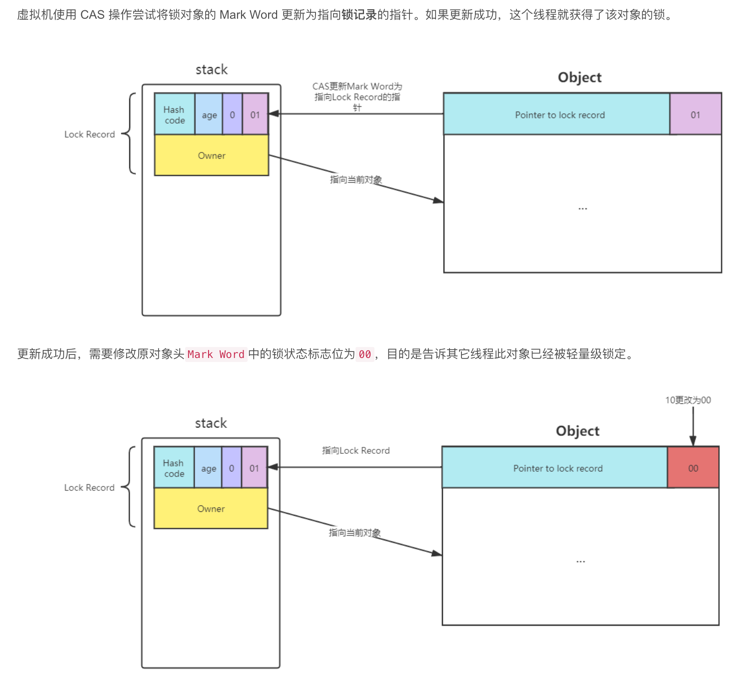 虚拟机使用 CAS 操作尝试将锁对象的 Mark Word 更新为指向锁记录的指针。如果更新成功，这个线程就获得了该对象的锁。
stack
Object
CAS更新Mark Word为
指向Lock Record的指
针
Lock Record
Hash
code
age
0
01
Pointer to lock record
01
Owner
指向当前对象
...
更新成功后，需要修改原对象头 Mark Word 中的锁状态标志位为 00 ，目的是告诉其它线程此对象已经被轻量级锁定。
10更改为00
stack
Object
指向Lock Record
Lock Record
Hash
code
age
0
01
Pointer to lock record
00
Owner
指向当前对象
...